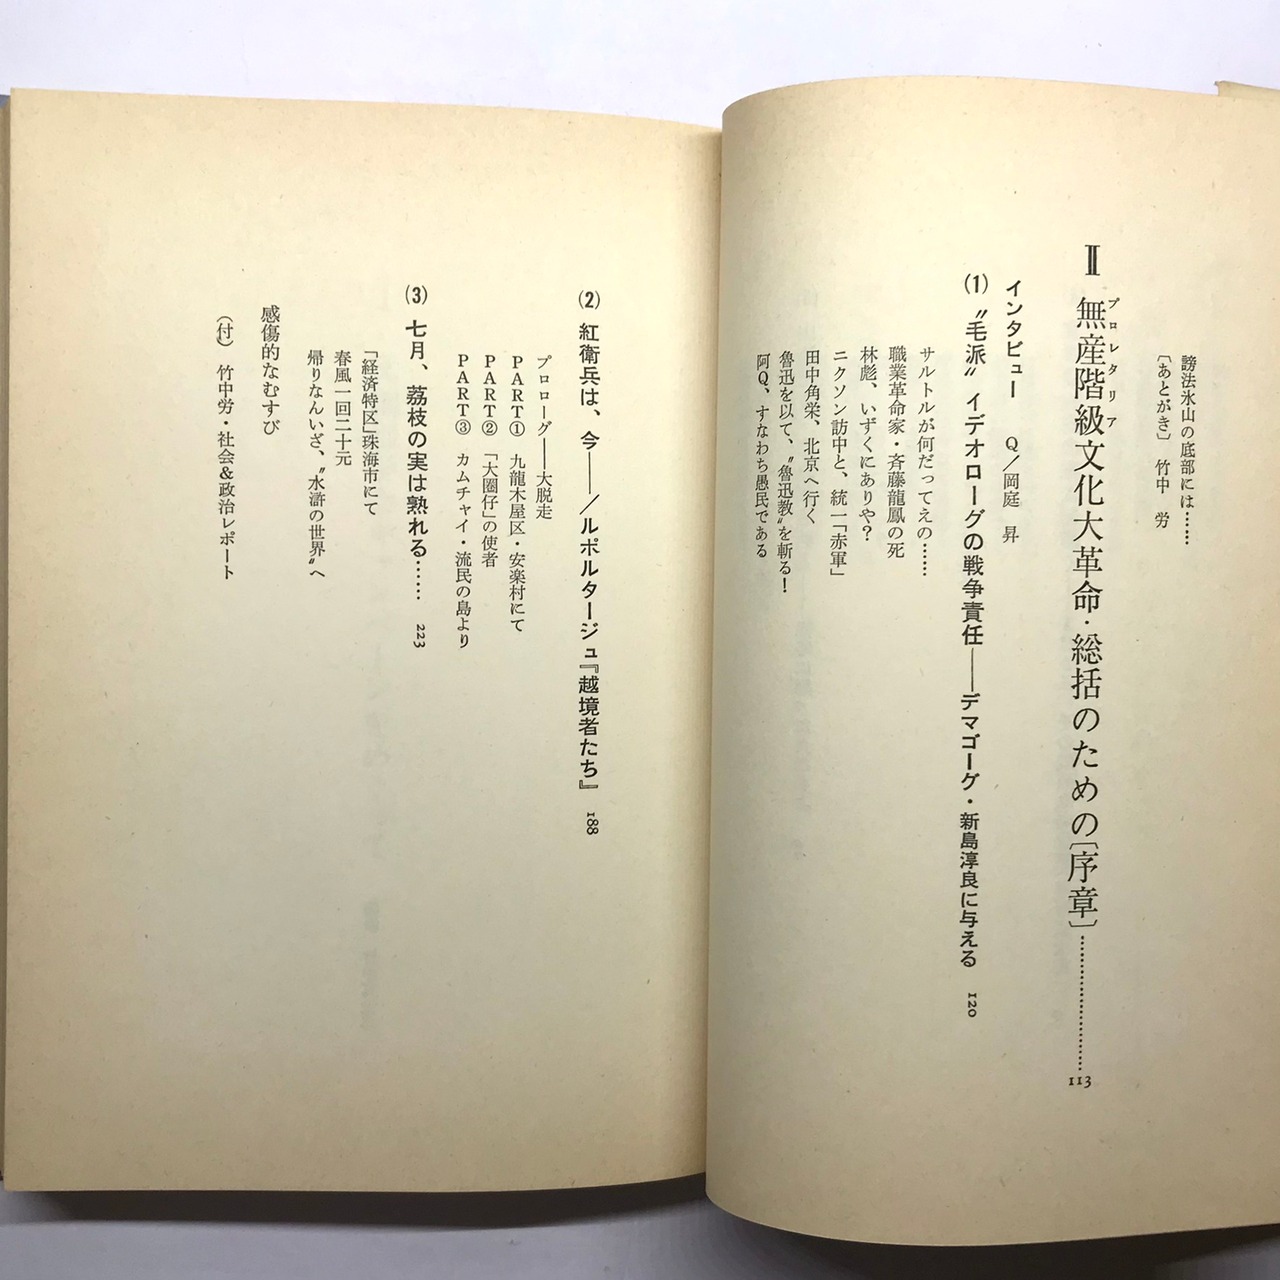 謗法氷山の底部には……
〔あとがき〕 竹中 労
Ⅱ 無産階級文化大革命・総括のための〔序章〕……………………113
プロレタリア
インタビュー Q／岡庭 昇
(1) 〝毛派〟イデオローグの戦争責任──デマゴーグ・新島淳良に与える 120
サルトルが何だってえの……
職業革命家・斉藤龍鳳の死
林彪、いずくにありや？
ニクソン訪中と、統一「赤軍」
田中角栄、北京へ行く
魯迅を以て、〝魯迅教〟を斬る！
阿Q、すなわち愚民である
(2) 紅衛兵は、今──／ルポルタージュ『越境者たち』 188
プロローグ──大脱走
PART① 九龍木屋区・安楽村にて
PART② 「大圏仔」の使者
PART③ カムチャイ・流民の島より
(3) 七月、荔枝の実は熟れる…… 223
「経済特区」珠海市にて
春風一回二十元
帰りなんいざ、〝水滸の世界〟へ
感傷的なむすび
(付) 竹中労・社会&政治レポート